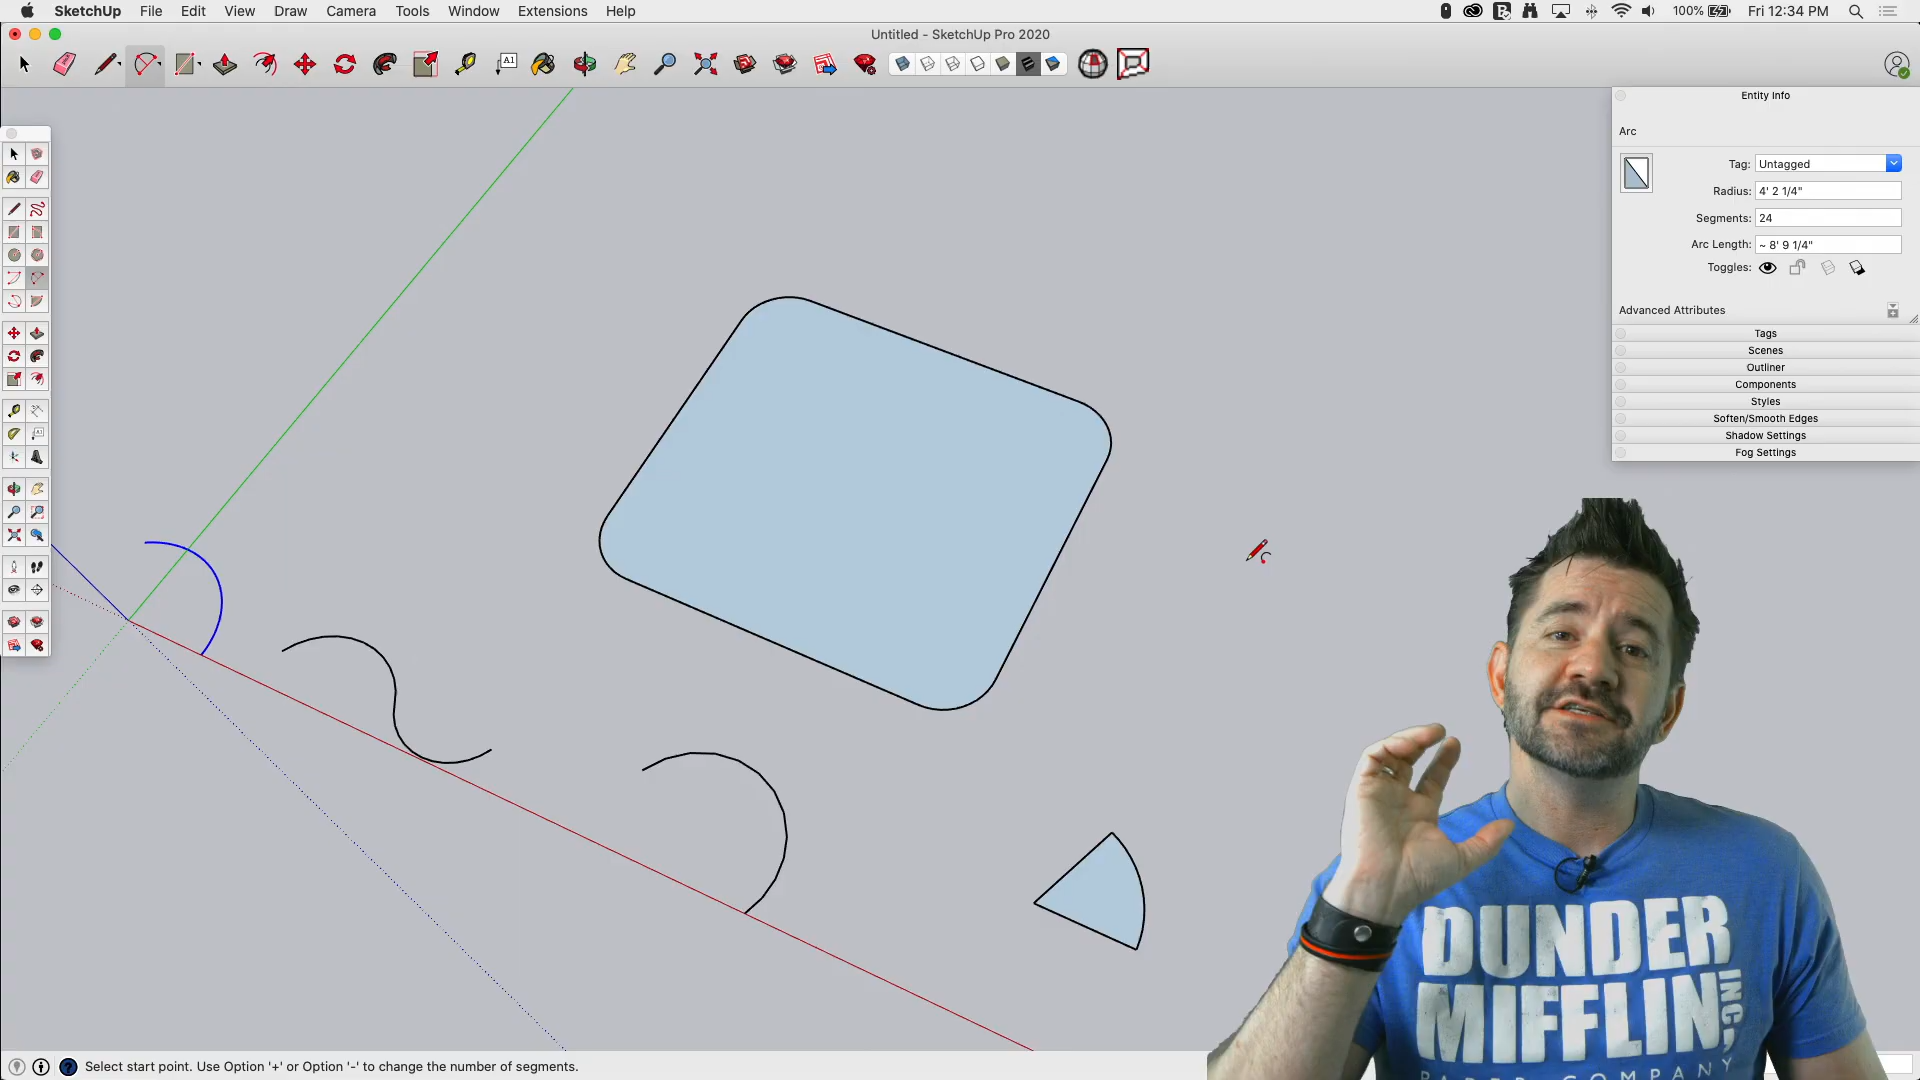 SketchUp File Edit View Draw Camera Tools Window Extensions Help
100% Fri 12:34 PM
Untitled - SketchUp Pro 2020
A1
Entity Info
Arc
Tag: Untagged
Radius: 4' 2 1/4"
Segments: 24
Arc Length: ~ 8' 9 1/4"
Toggles:
Advanced Attributes
Tags
Scenes
Outliner
Components
Styles
Soften/Smooth Edges
Shadow Settings
Fog Settings
DUNDER
MIFFLIN INC.
PAPER COMPANY
Select start point. Use Option '+' or Option '-' to change the number of segments.